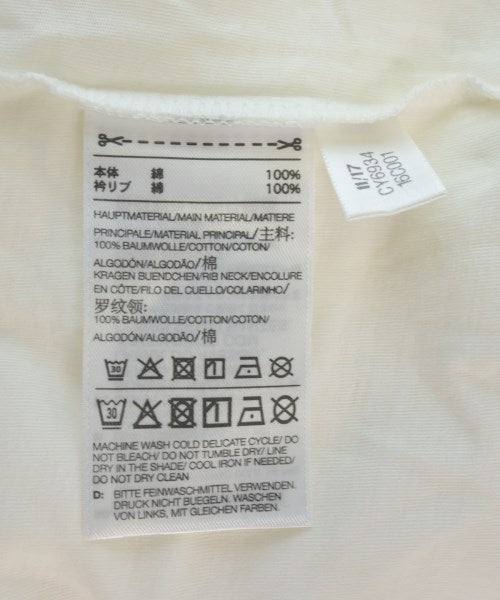 本体 綿 100%
衿リブ 綿 100%
HAUPTMATERIAL/MAIN MATERIAL/MATIERE
PRINCIPALE/MATERIAL PRINCIPAL/主料:
100% BAUMWOLLE/COTTON/COTON/
ALGODÓN/ALGODÃO/棉
KRAGEN BUENDCHEN/RIB NECK/ENCOLURE
EN CÔTE/FILO DEL CUELLO/COLARINHO/
罗纹领:
100% BAUMWOLLE/COTTON/COTON/
ALGODÓN/ALGODÃO/棉
30
30
MACHINE WASH COLD DELICATE CYCLE/ DO
NOT BLEACH/ DO NOT TUMBLE DRY/ LINE
DRY IN THE SHADE/ COOL IRON IF NEEDED/
DO NOT DRY CLEAN
D: BITTE FEINWASCHMITTEL VERWENDEN.
DRUCK NICHT BUEGELN. WASCHEN
VON LINKS, MIT GLEICHEN FARBEN.
11/17
CY6934
1SC001